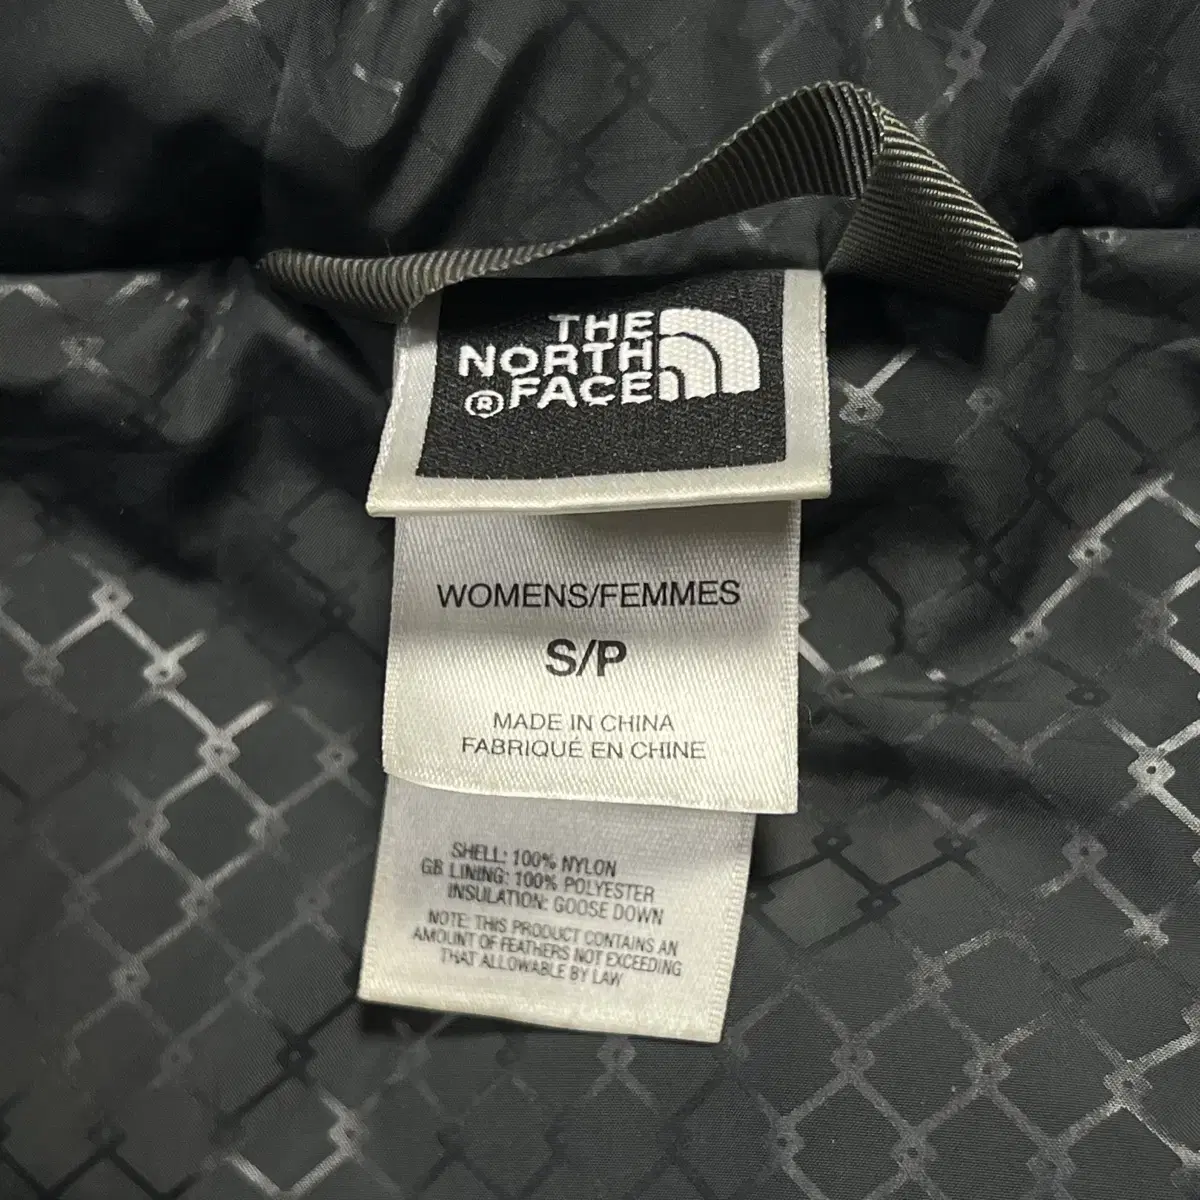 THE
NORTH
® FACE
WOMENS/FEMMES
S/P
MADE IN CHINA
FABRIQUÉ EN CHINE
SHELL: 100% NYLON
GB LINING: 100% POLYESTER
INSULATION: GOOSE DOWN
NOTE: THIS PRODUCT CONTAINS AN
AMOUNT OF FEATHERS NOT EXCEEDING
THAT ALLOWABLE BY LAW